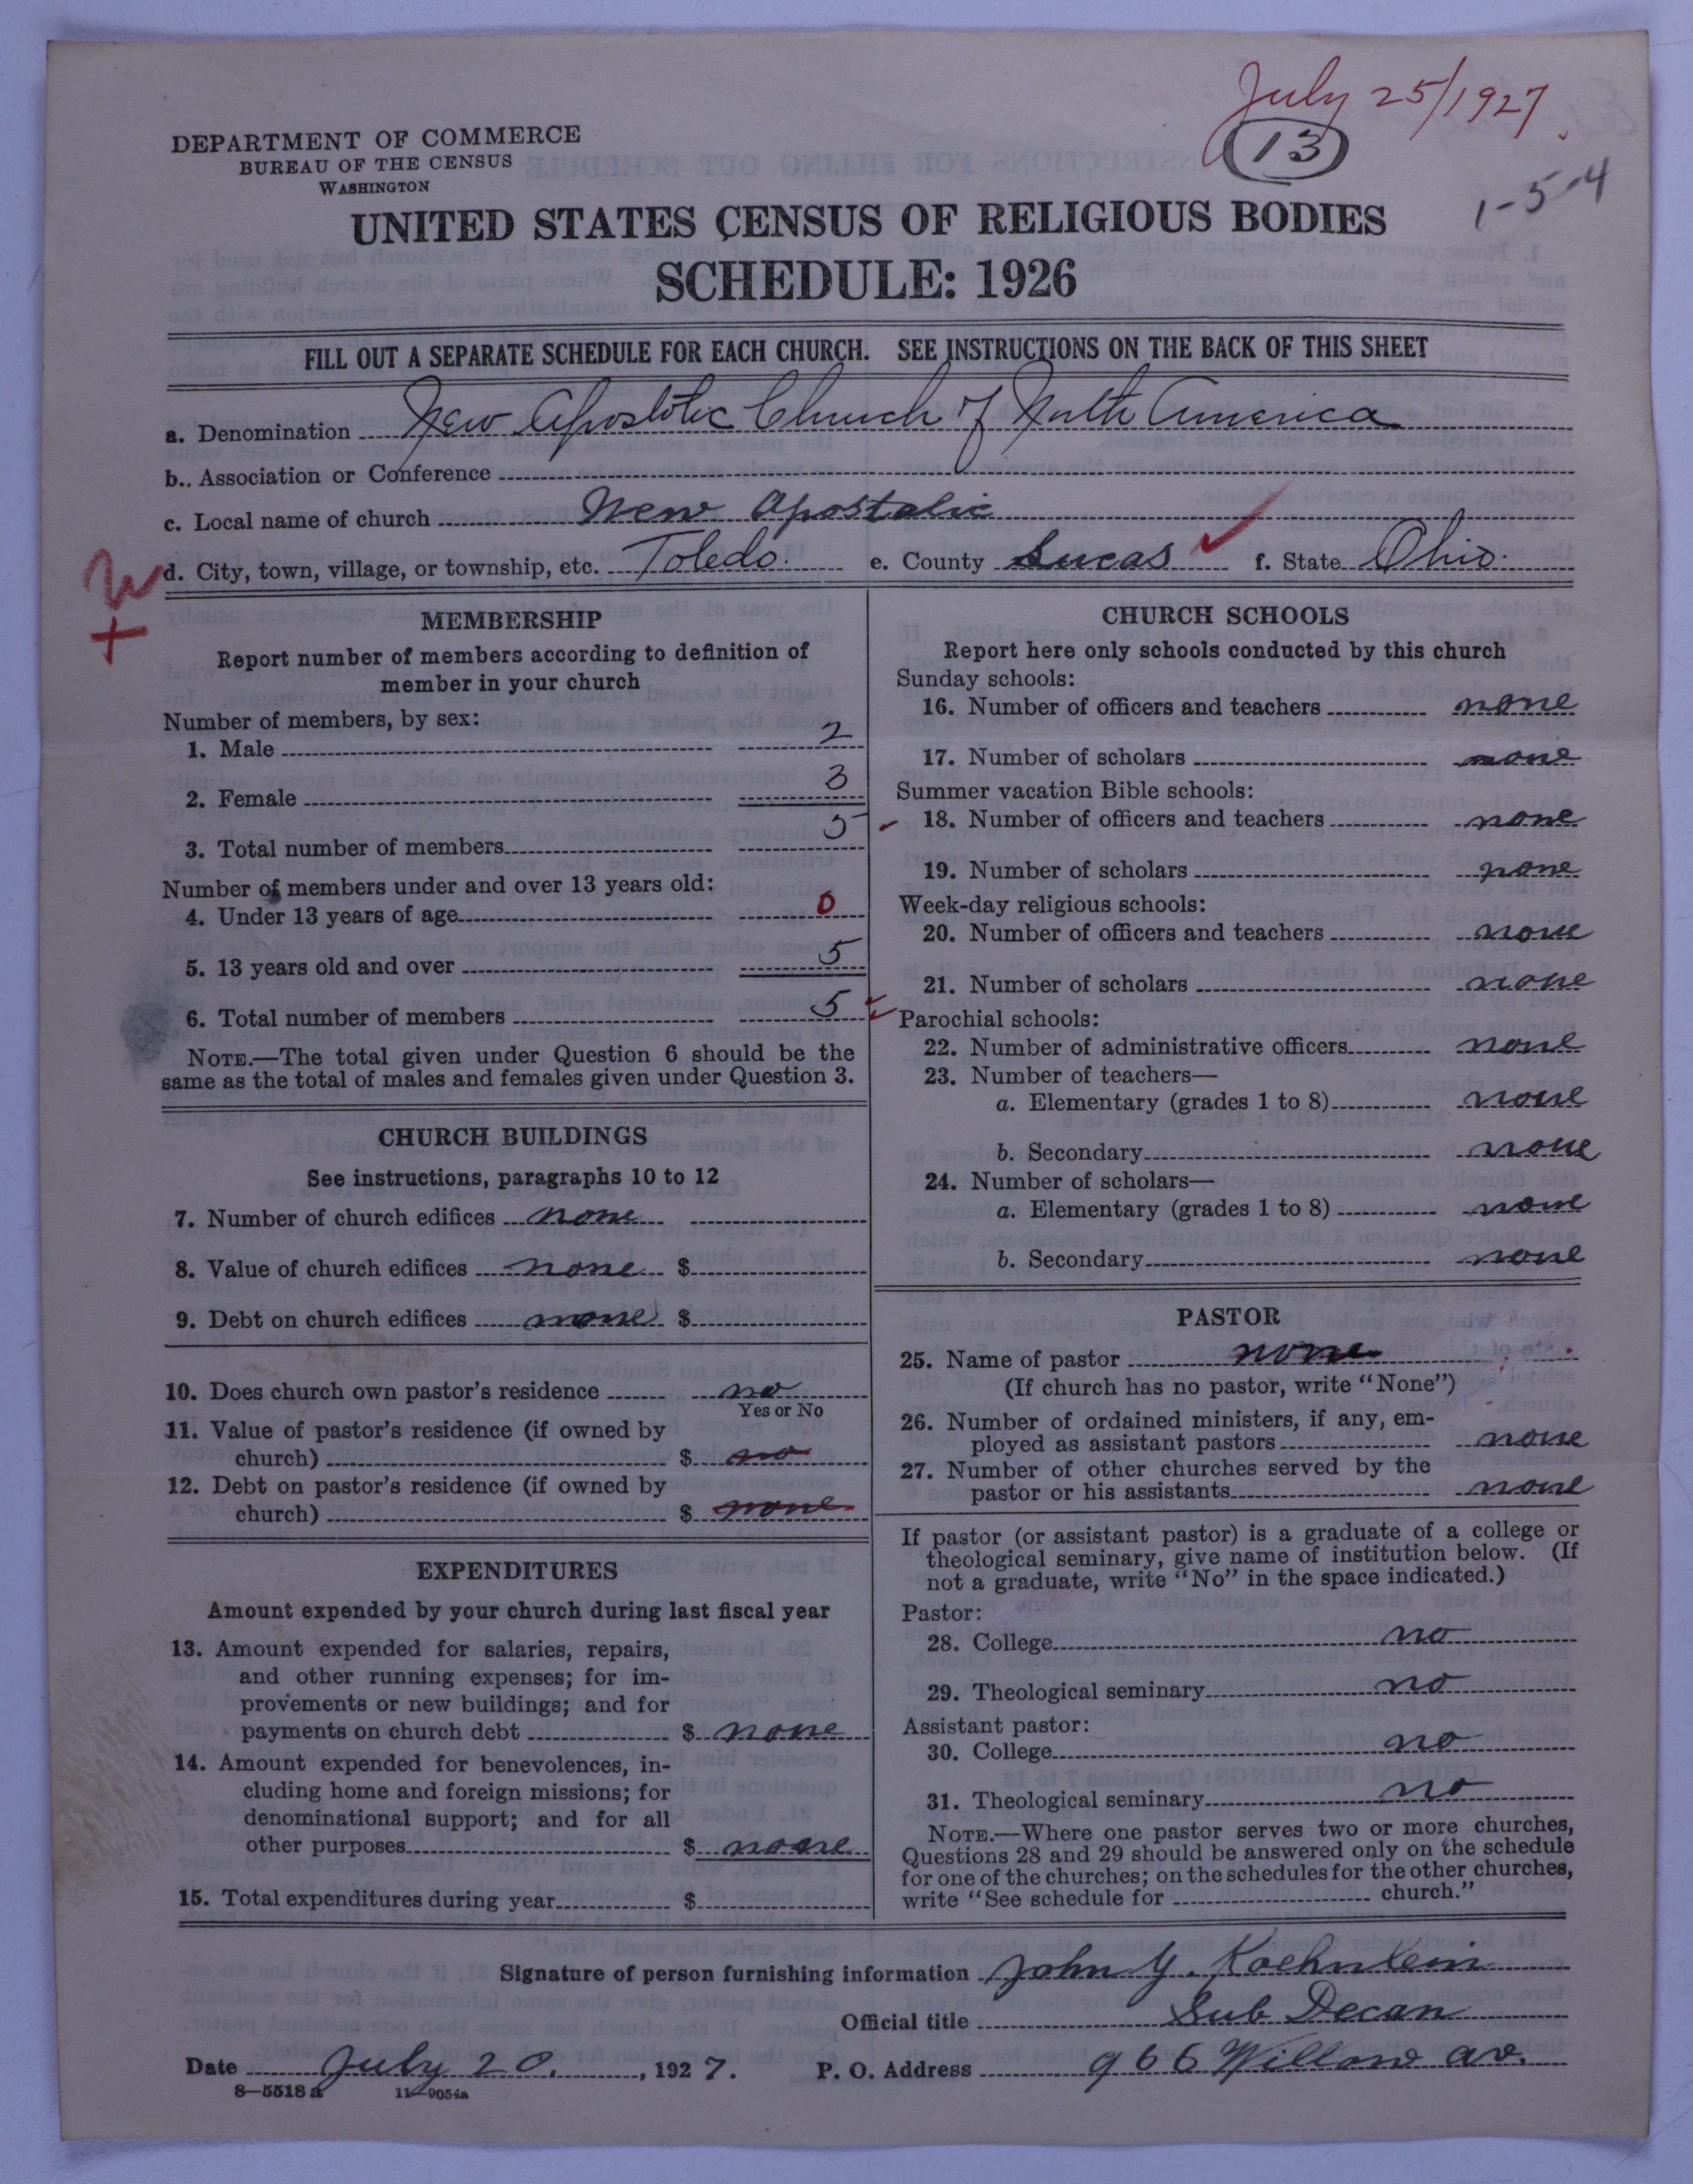 July 25/1927
13
1-5-4
DEPARTMENT OF COMMERCE
BUREAU OF THE CENSUS
WASHINGTON
UNITED STATES CENSUS OF RELIGIOUS BODIES
SCHEDULE: 1926
FILL OUT A SEPARATE SCHEDULE FOR EACH CHURCH. SEE INSTRUCTIONS ON THE BACK OF THIS SHEET
a. Denomination New Apostolic Church of North America
b. Association or Conference
c. Local name of church New Apostolic
d. City, town, village, or township, etc. Toledo. e. County Lucas f. State Ohio.
MEMBERSHIP
Report number of members according to definition of
member in your church
Number of members, by sex:
1. Male 2
2. Female 3
3. Total number of members 5
Number of members under and over 13 years old:
4. Under 13 years of age 0
5. 13 years old and over 5
6. Total number of members 5
NOTE.—The total given under Question 6 should be the
same as the total of males and females given under Question 3.
CHURCH BUILDINGS
See instructions, paragraphs 10 to 12
7. Number of church edifices none
8. Value of church edifices none $
9. Debt on church edifices none $
10. Does church own pastor's residence no
Yes or No
11. Value of pastor's residence (if owned by
church) $ no
12. Debt on pastor's residence (if owned by
church) $ none
EXPENDITURES
Amount expended by your church during last fiscal year
13. Amount expended for salaries, repairs,
and other running expenses; for im-
provements or new buildings; and for
payments on church debt $ none
14. Amount expended for benevolences, in-
cluding home and foreign missions; for
denominational support; and for all
other purposes $ none
15. Total expenditures during year $
CHURCH SCHOOLS
Report here only schools conducted by this church
Sunday schools:
16. Number of officers and teachers none
17. Number of scholars none
Summer vacation Bible schools:
18. Number of officers and teachers none
19. Number of scholars none
Week-day religious schools:
20. Number of officers and teachers none
21. Number of scholars none
Parochial schools:
22. Number of administrative officers none
23. Number of teachers—
a. Elementary (grades 1 to 8) none
b. Secondary none
24. Number of scholars—
a. Elementary (grades 1 to 8) none
b. Secondary none
PASTOR
25. Name of pastor none
(If church has no pastor, write "None")
26. Number of ordained ministers, if any, em-
ployed as assistant pastors none
27. Number of other churches served by the
pastor or his assistants none
If pastor (or assistant pastor) is a graduate of a college or
theological seminary, give name of institution below. (If
not a graduate, write "No" in the space indicated.)
Pastor:
28. College no
29. Theological seminary no
Assistant pastor:
30. College no
31. Theological seminary no
NOTE.—Where one pastor serves two or more churches,
Questions 28 and 29 should be answered only on the schedule
for one of the churches; on the schedules for the other churches,
write "See schedule for church."
Signature of person furnishing information John G. Koehnlein
Official title Sub Decan
Date July 20, 1927. P. O. Address 966 Willow av.
8—5518a 11—9054a